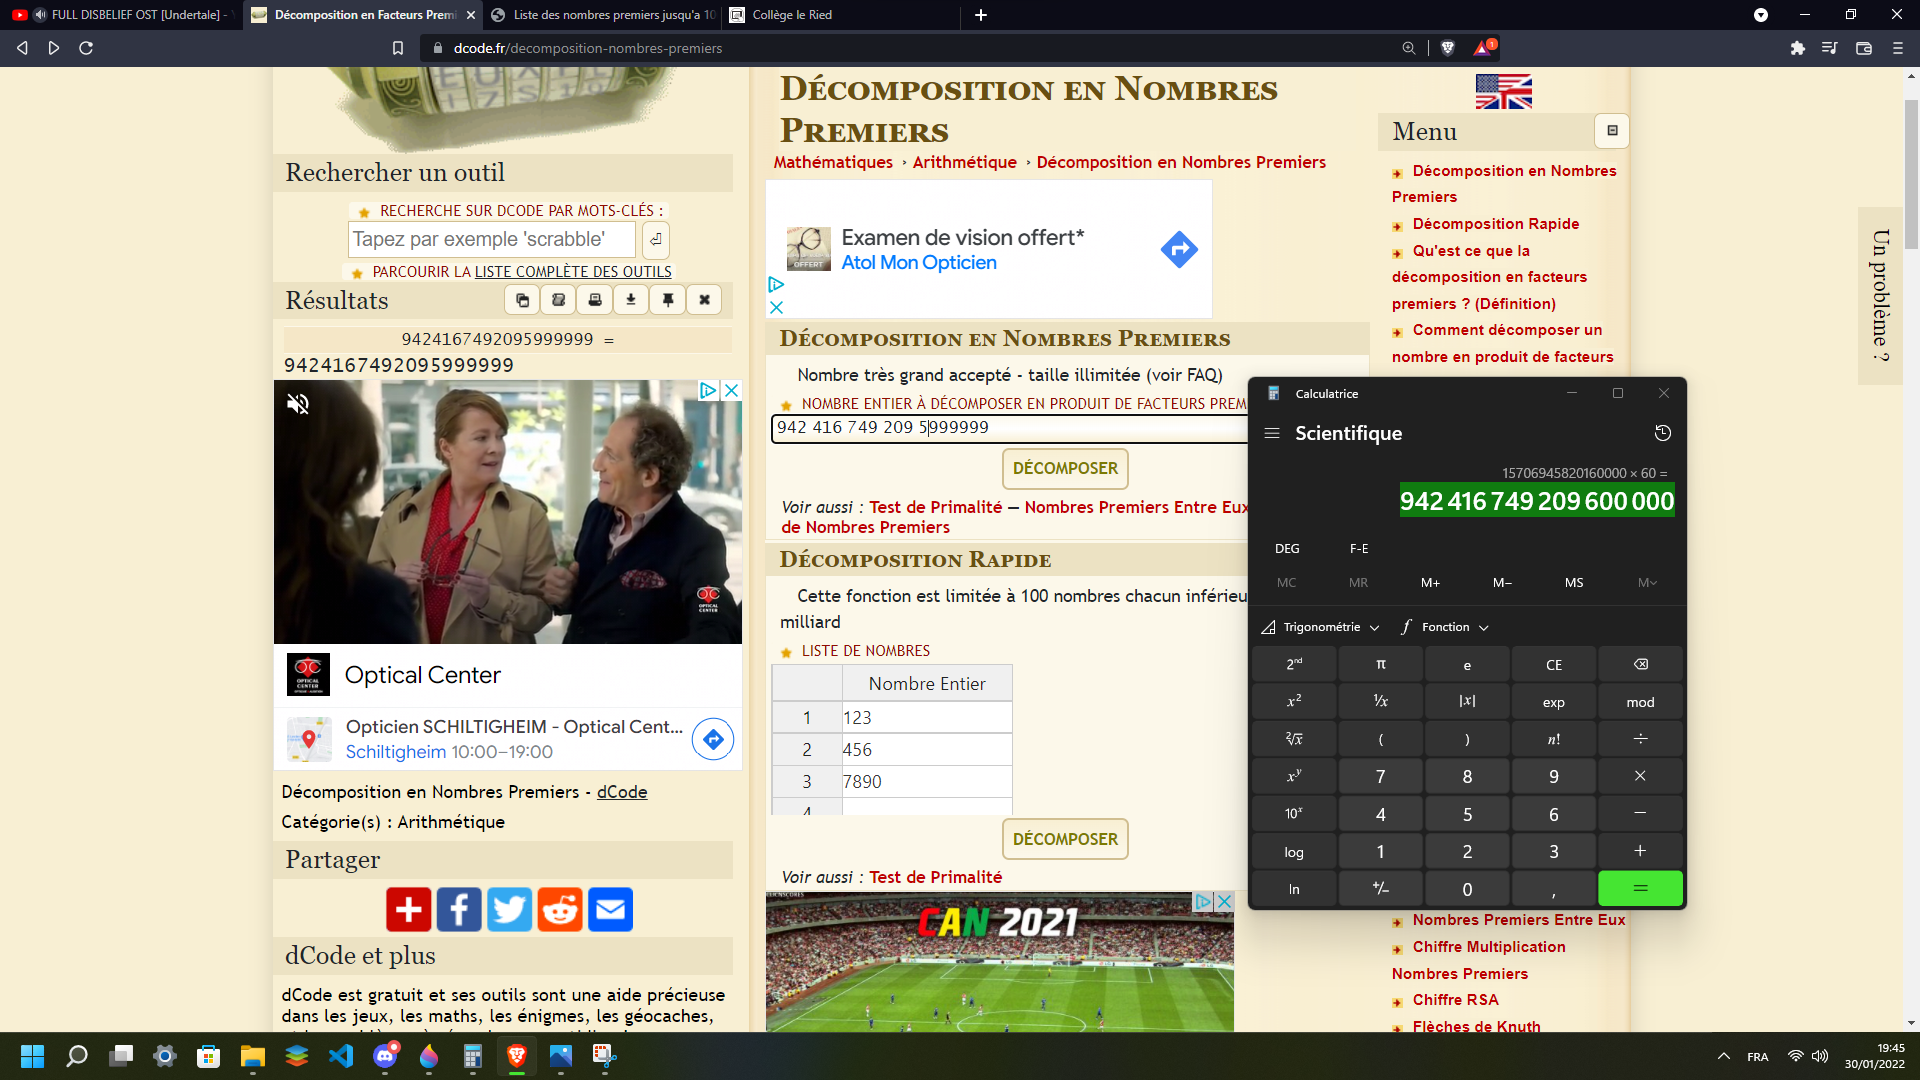 FULL DISBELIEF OST [Undertale] -
Décomposition en Facteurs Premi
Liste des nombres premiers jusqu'a 10
Collège le Ried
dcode.fr/decomposition-nombres-premiers
1
Rechercher un outil
RECHERCHE SUR DCODE PAR MOTS-CLÉS :
Tapez par exemple 'scrabble'
PARCOURIR LA LISTE COMPLÈTE DES OUTILS
Résultats
9424167492095999999 =
9424167492095999999
Optical Center
Opticien SCHILTIGHEIM - Optical Cent...
Schiltigheim 10:00–19:00
Décomposition en Nombres Premiers - dCode
Catégorie(s) : Arithmétique
Partager
dCode et plus
dCode est gratuit et ses outils sont une aide précieuse
dans les jeux, les maths, les énigmes, les géocaches,
DÉCOMPOSITION EN NOMBRES
PREMIERS
Mathématiques › Arithmétique › Décomposition en Nombres Premiers
OFFERT
Examen de vision offert*
Atol Mon Opticien
DÉCOMPOSITION EN NOMBRES PREMIERS
Nombre très grand accepté - taille illimitée (voir FAQ)
NOMBRE ENTIER À DÉCOMPOSER EN PRODUIT DE FACTEURS PREM
942 416 749 209 5999999
DÉCOMPOSER
Voir aussi : Test de Primalité — Nombres Premiers Entre Eux
de Nombres Premiers
DÉCOMPOSITION RAPIDE
Cette fonction est limitée à 100 nombres chacun inférieu
milliard
LISTE DE NOMBRES
Nombre Entier
1 123
2 456
3 7890
4
DÉCOMPOSER
Voir aussi : Test de Primalité
CAN 2021
Menu
Décomposition en Nombres
Premiers
Décomposition Rapide
Qu'est ce que la
décomposition en facteurs
premiers ? (Définition)
Comment décomposer un
nombre en produit de facteurs
Un problème ?
Calculatrice
Scientifique
15706945820160000 × 60 =
942 416 749 209 600 000
DEG F-E
MC MR M+ M− MS M
Trigonométrie Fonction
2nd π e CE
x² ¹⁄x |x| exp mod
²√x ( ) n! ÷
xʸ 7 8 9 ×
10ˣ 4 5 6 −
log 1 2 3 +
ln +/− 0 , =
Nombres Premiers Entre Eux
Chiffre Multiplication
Nombres Premiers
Chiffre RSA
Flèches de Knuth
FRA
19:45
30/01/2022